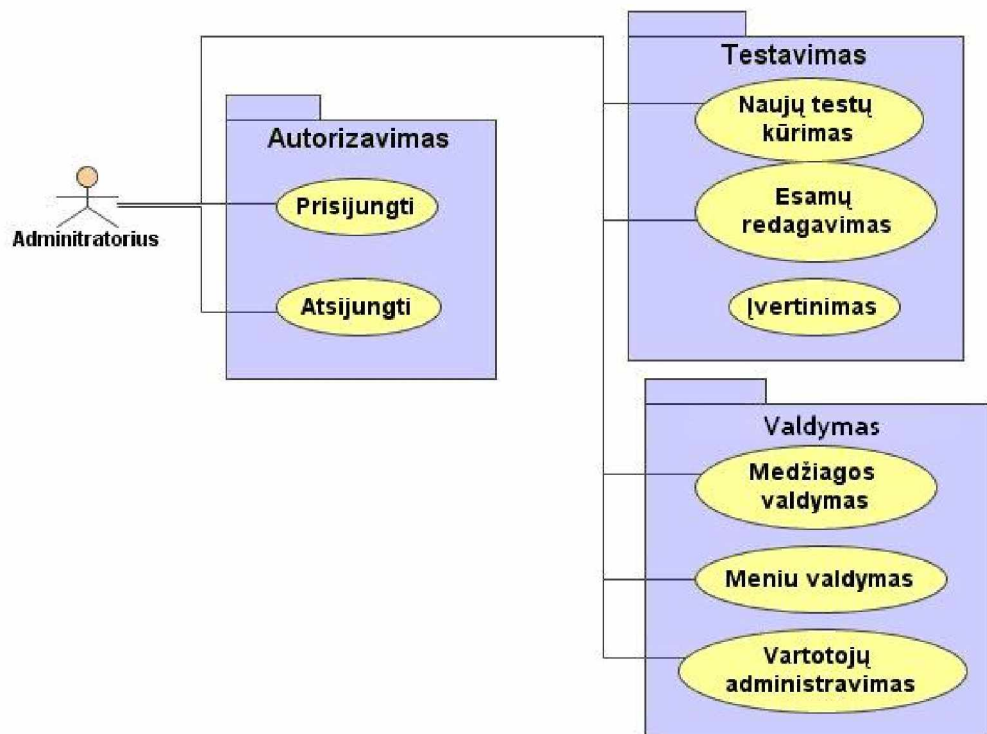 Adminitratorius
Autorizavimas
Prisijungti
Atsijungti
Testavimas
Naujų testų
kūrimas
Esamų
redagavimas
Įvertinimas
Valdymas
Medžiagos
valdymas
Meniu valdymas
Vartotojų
administravimas